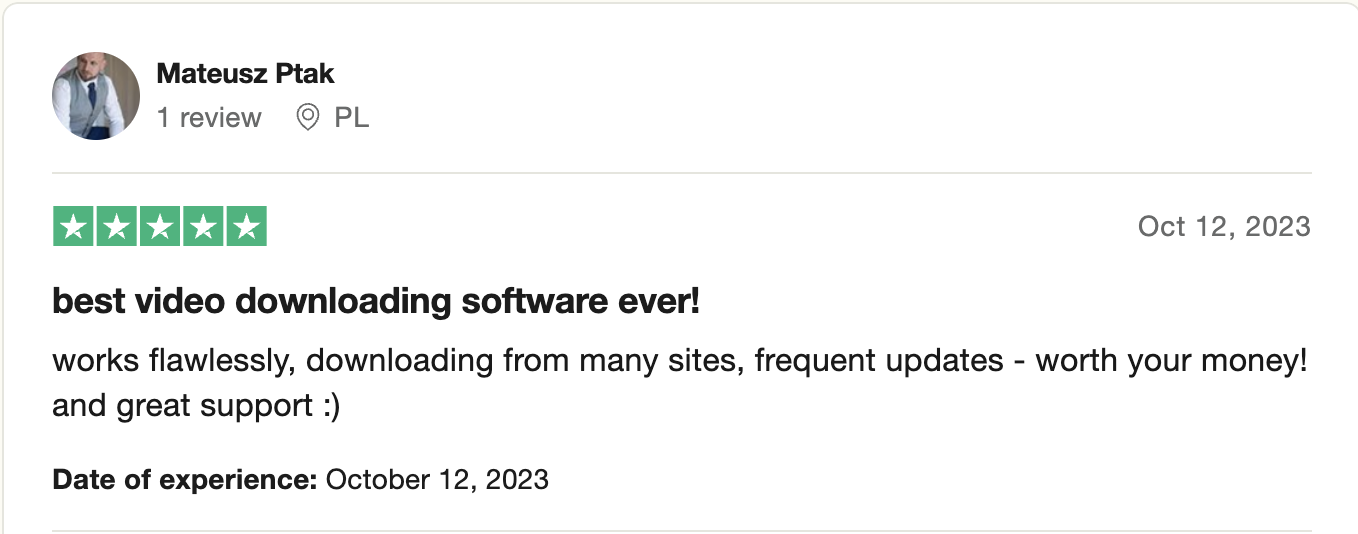 Mateusz Ptak
1 review PL
Oct 12, 2023
best video downloading software ever!
works flawlessly, downloading from many sites, frequent updates - worth your money!
and great support :)
Date of experience: October 12, 2023